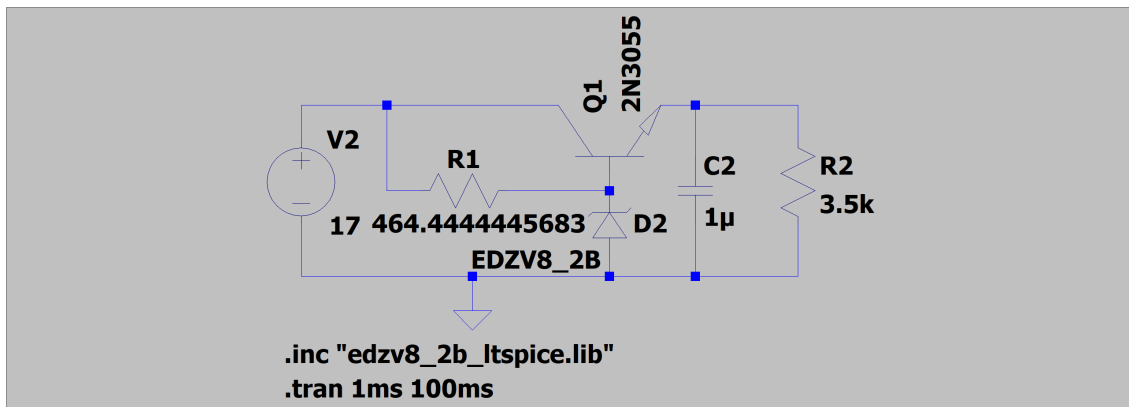 Q1
2N3055
V2
17
R1
464.4444445683
D2
EDZV8_2B
C2
1µ
R2
3.5k
.inc "edzv8_2b_ltspice.lib"
.tran 1ms 100ms